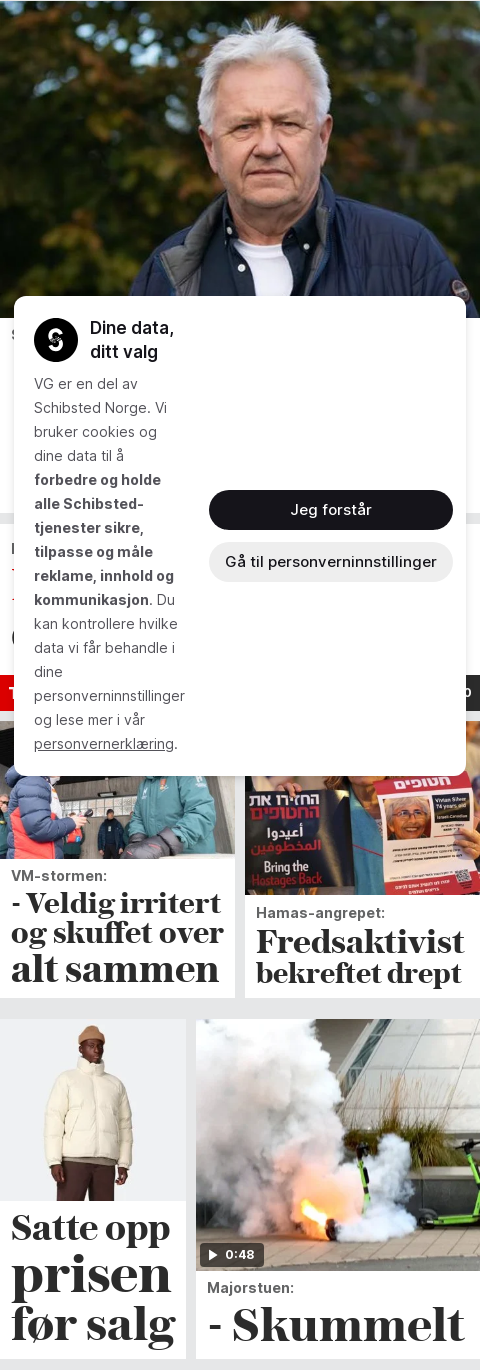 Dine data,
ditt valg
VG er en del av
Schibsted Norge. Vi
bruker cookies og
dine data til å
forbedre og holde
alle Schibsted-
tjenester sikre,
tilpasse og måle
reklame, innhold og
kommunikasjon. Du
kan kontrollere hvilke
data vi får behandle i
dine
personverninnstillinger
og lese mer i vår
personvernerklæring.
Jeg forstår
Gå til personverninnstillinger
החזירו את
החטופים
أعيدوا
المخطوفين
Bring the
Hostages Back
חטופים
Vivian Silver
74 years old
Israeli-Canadian
VM-stormen:
- Veldig irritert
og skuffet over
alt sammen
Hamas-angrepet:
Fredsaktivist
bekreftet drept
Satte opp
prisen
før salg
0:48
Majorstuen:
- Skummelt